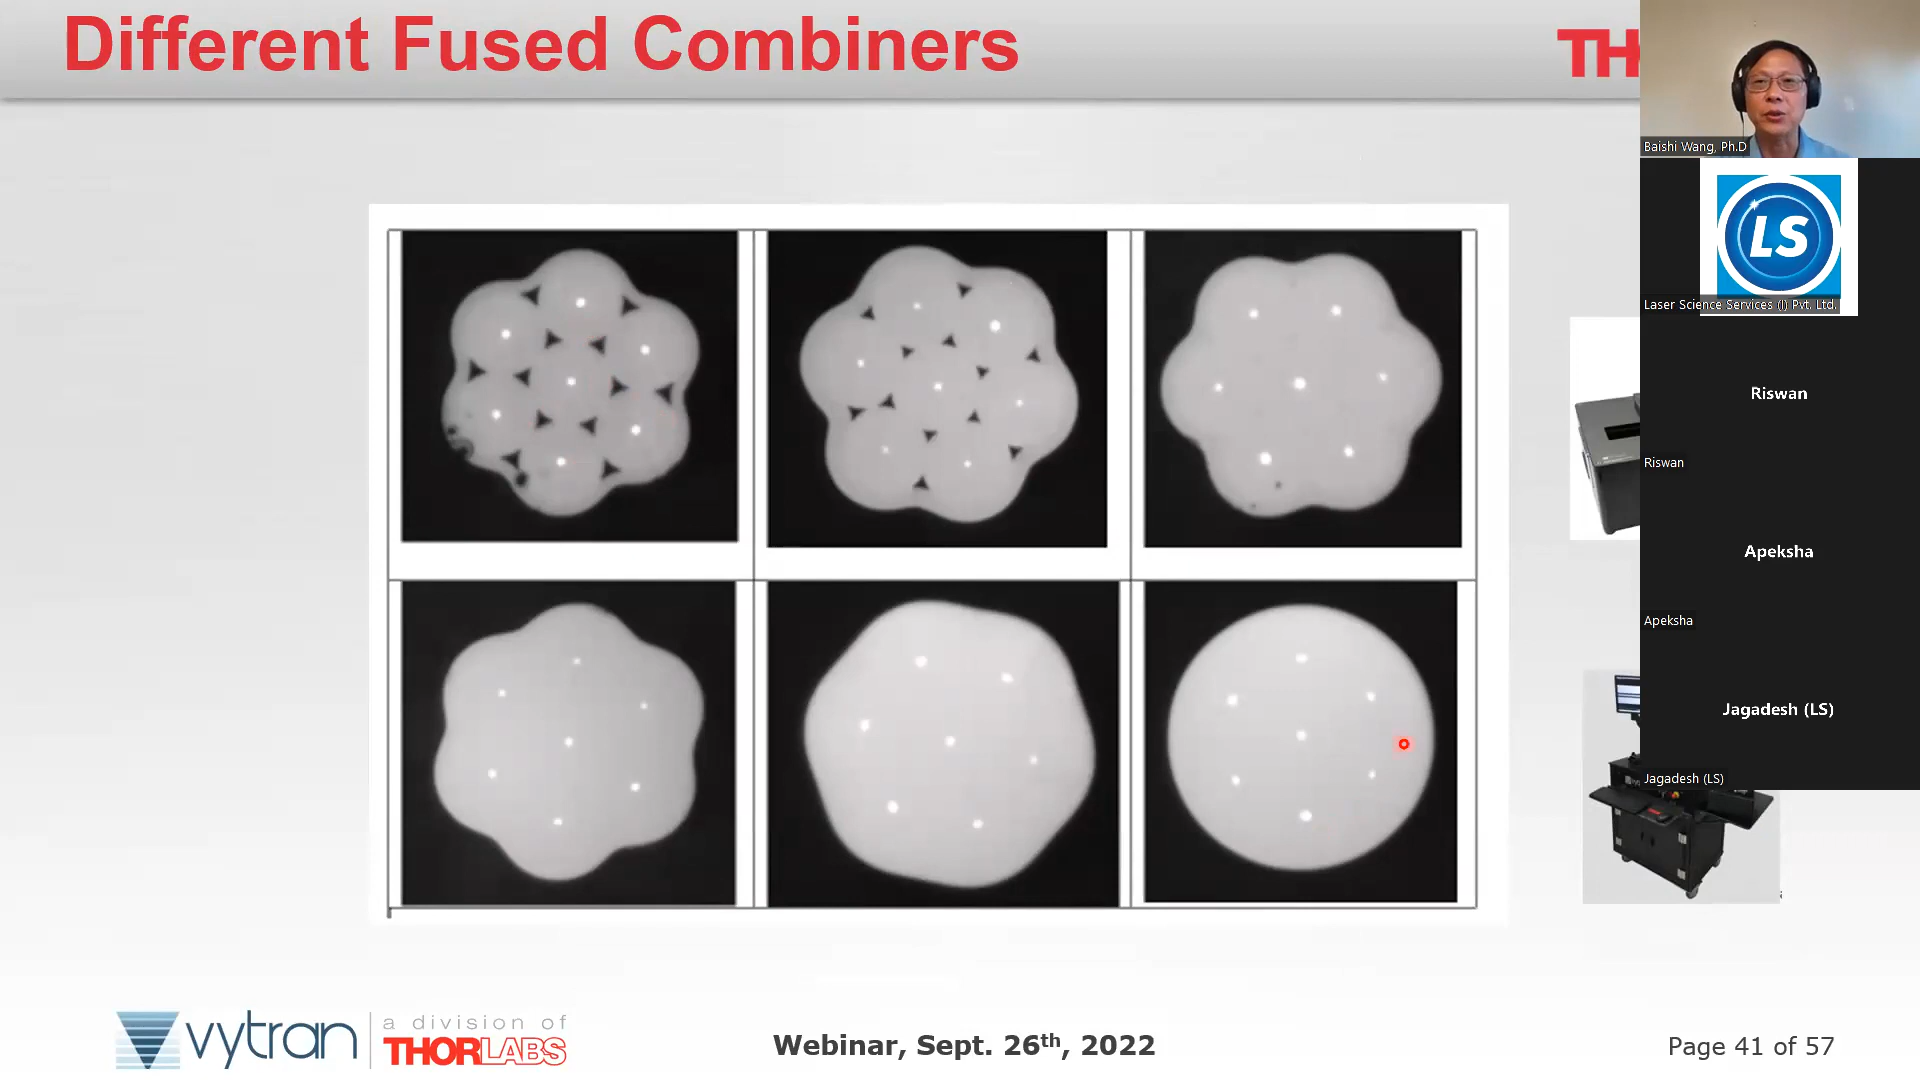 Different Fused Combiners
TH
Baishi Wang, Ph.D
LS
Laser Science Services (I) Pvt. Ltd.
Riswan
Riswan
Apeksha
Apeksha
Jagadesh (LS)
Jagadesh (LS)
vytran
a division of
THORLABS
Webinar, Sept. 26th, 2022
Page 41 of 57